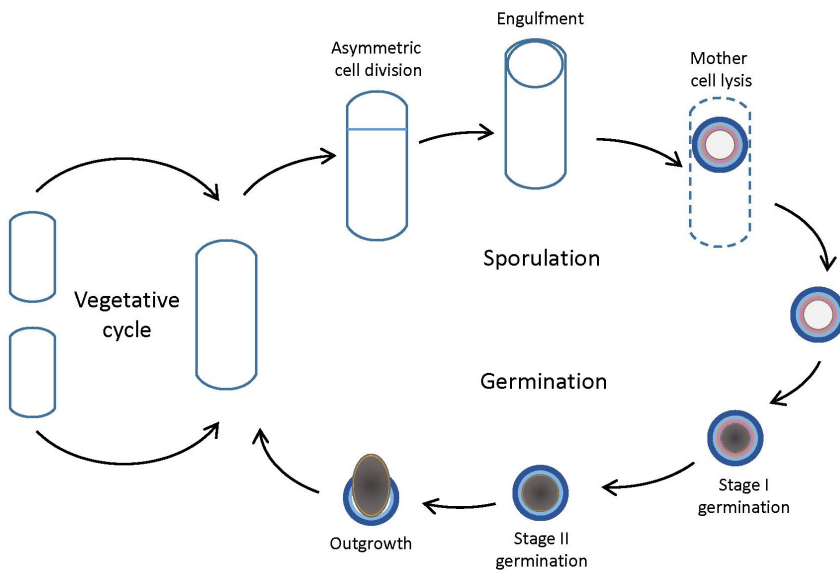 Engulfment
Asymmetric
cell division
Mother
cell lysis
Sporulation
Vegetative
cycle
Germination
Stage I
germination
Stage II
germination
Outgrowth